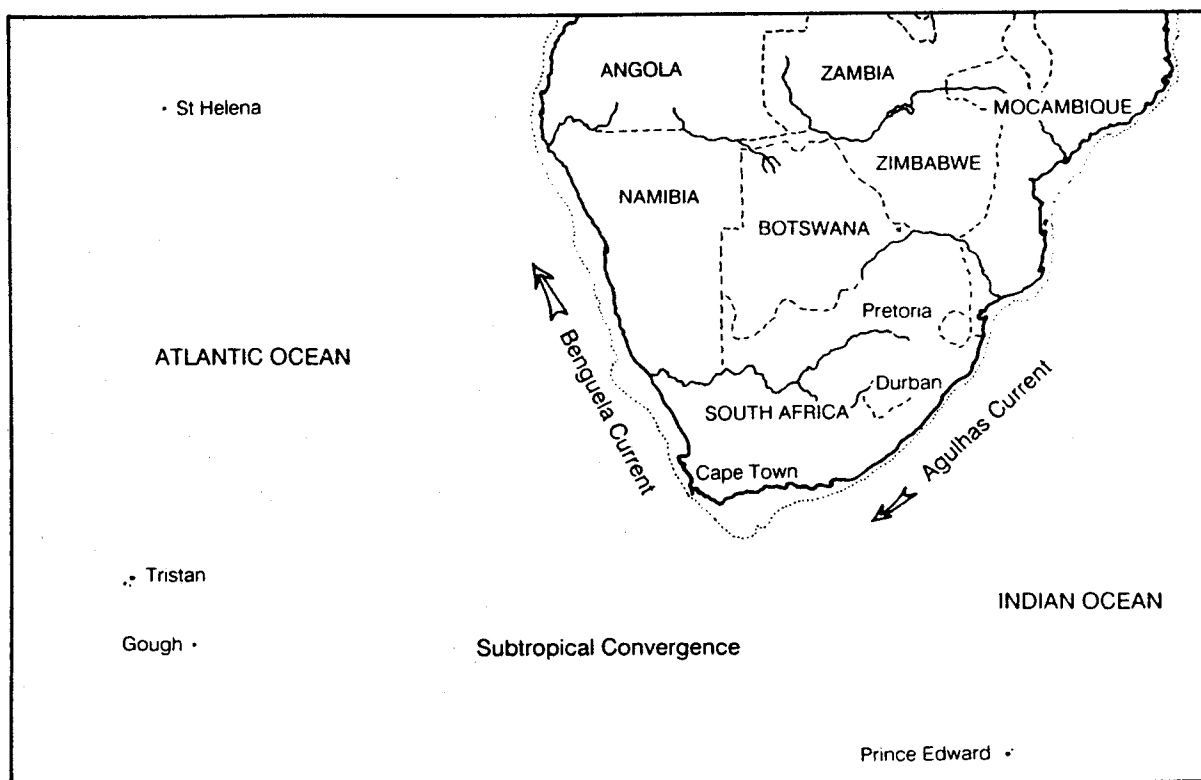 ANGOLA
ZAMBIA
St Helena
MOCAMBIQUE
ZIMBABWE
NAMIBIA
BOTSWANA
Pretoria
ATLANTIC OCEAN
Benguela Current
Durban
SOUTH AFRICA
Agulhas Current
Cape Town
Tristan
INDIAN OCEAN
Gough
Subtropical Convergence
Prince Edward